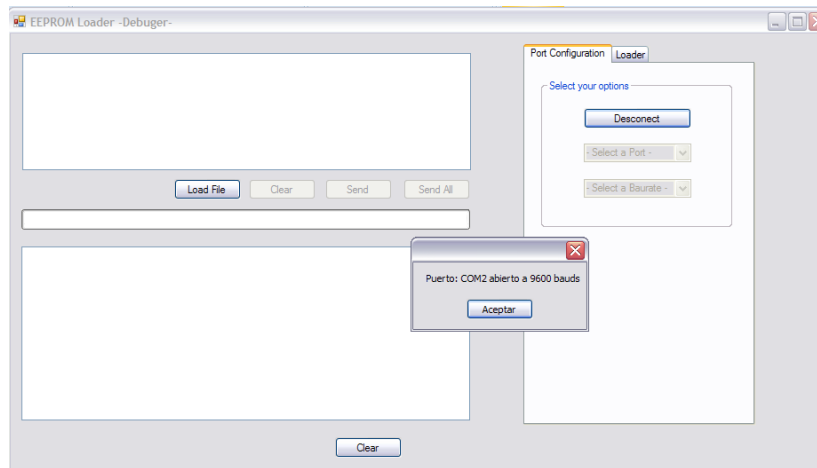 EEPROM Loader -Debuger-
Port Configuration Loader
Select your options
Desconect
- Select a Port -
Load File Clear Send Send All
- Select a Baurate -
Puerto: COM2 abierto a 9600 bauds
Aceptar
Clear